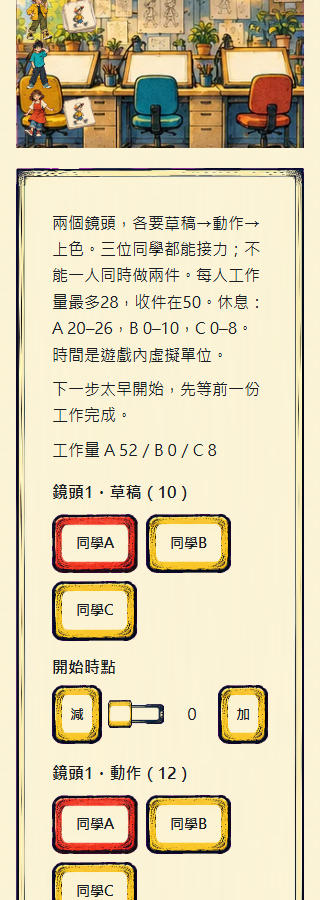 兩個鏡頭，各要草稿→動作→
上色。三位同學都能接力；不
能一人同時做兩件。每人工作
量最多28，收件在50。休息：
A 20–26，B 0–10，C 0–8。
時間是遊戲內虛擬單位。
下一步太早開始，先等前一份
工作完成。
工作量 A 52 / B 0 / C 8
鏡頭1・草稿（10）
同學A 同學B
同學C
開始時點
減 0 加
鏡頭1・動作（12）
同學A 同學B
同學C